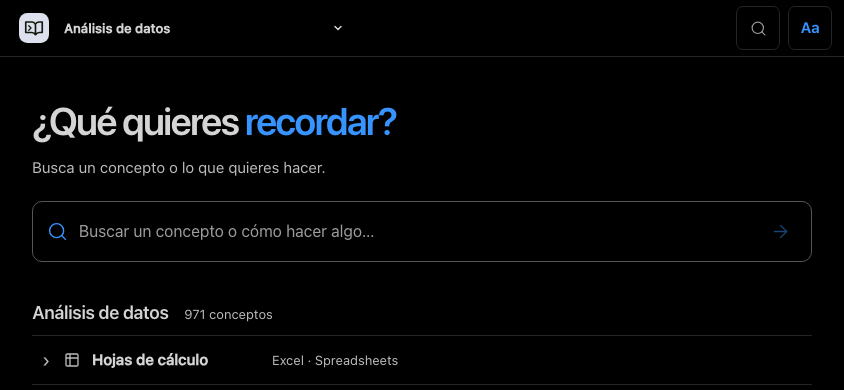 Análisis de datos
Aa
¿Qué quieres recordar?
Busca un concepto o lo que quieres hacer.
Buscar un concepto o cómo hacer algo...
Análisis de datos 971 conceptos
Hojas de cálculo Excel · Spreadsheets